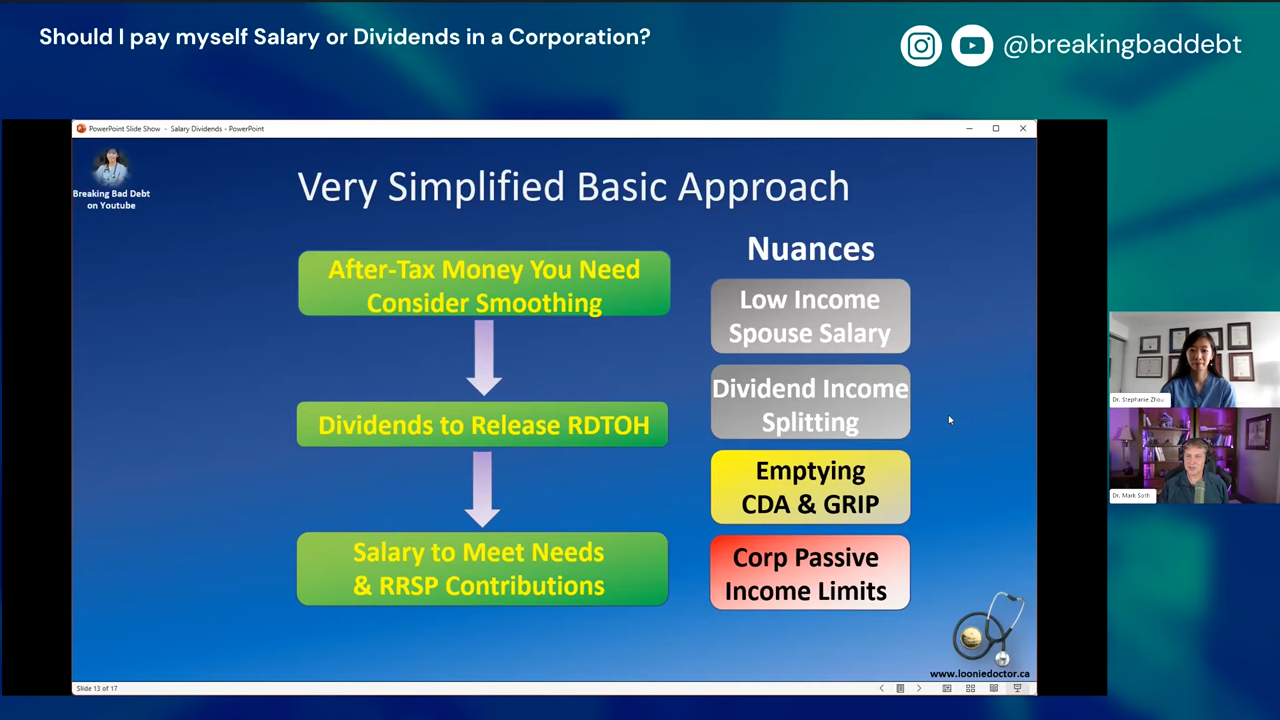 Should I pay myself Salary or Dividends in a Corporation?
@breakingbaddebt
PowerPoint Slide Show - Salary Dividends - PowerPoint
Breaking Bad Debt
on Youtube
Very Simplified Basic Approach
After-Tax Money You Need
Consider Smoothing
Dividends to Release RDTOH
Salary to Meet Needs
& RRSP Contributions
Nuances
Low Income
Spouse Salary
Dividend Income
Splitting
Emptying
CDA & GRIP
Corp Passive
Income Limits
www.looniedoctor.ca
Slide 13 of 17
Dr. Stephanie Zhou
Dr. Mark Soth